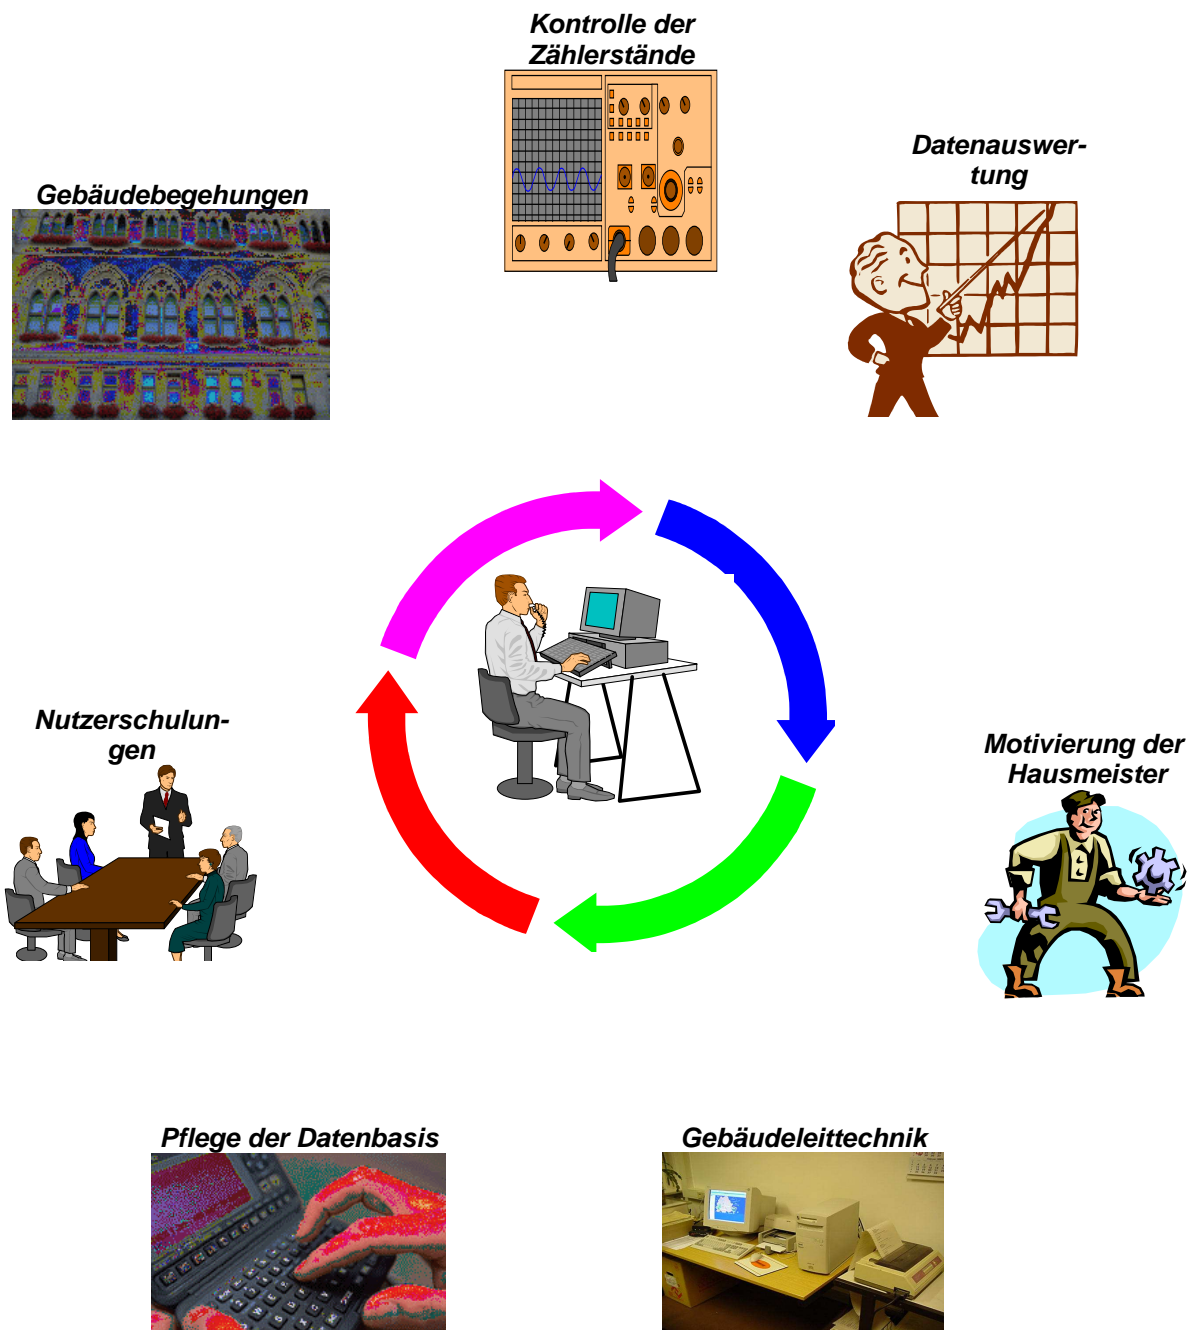 Kontrolle der
Zählerstände
Datenauswer-
tung
Gebäudebegehungen
Nutzerschulun-
gen
Motivierung der
Hausmeister
Pflege der Datenbasis
Gebäudeleittechnik